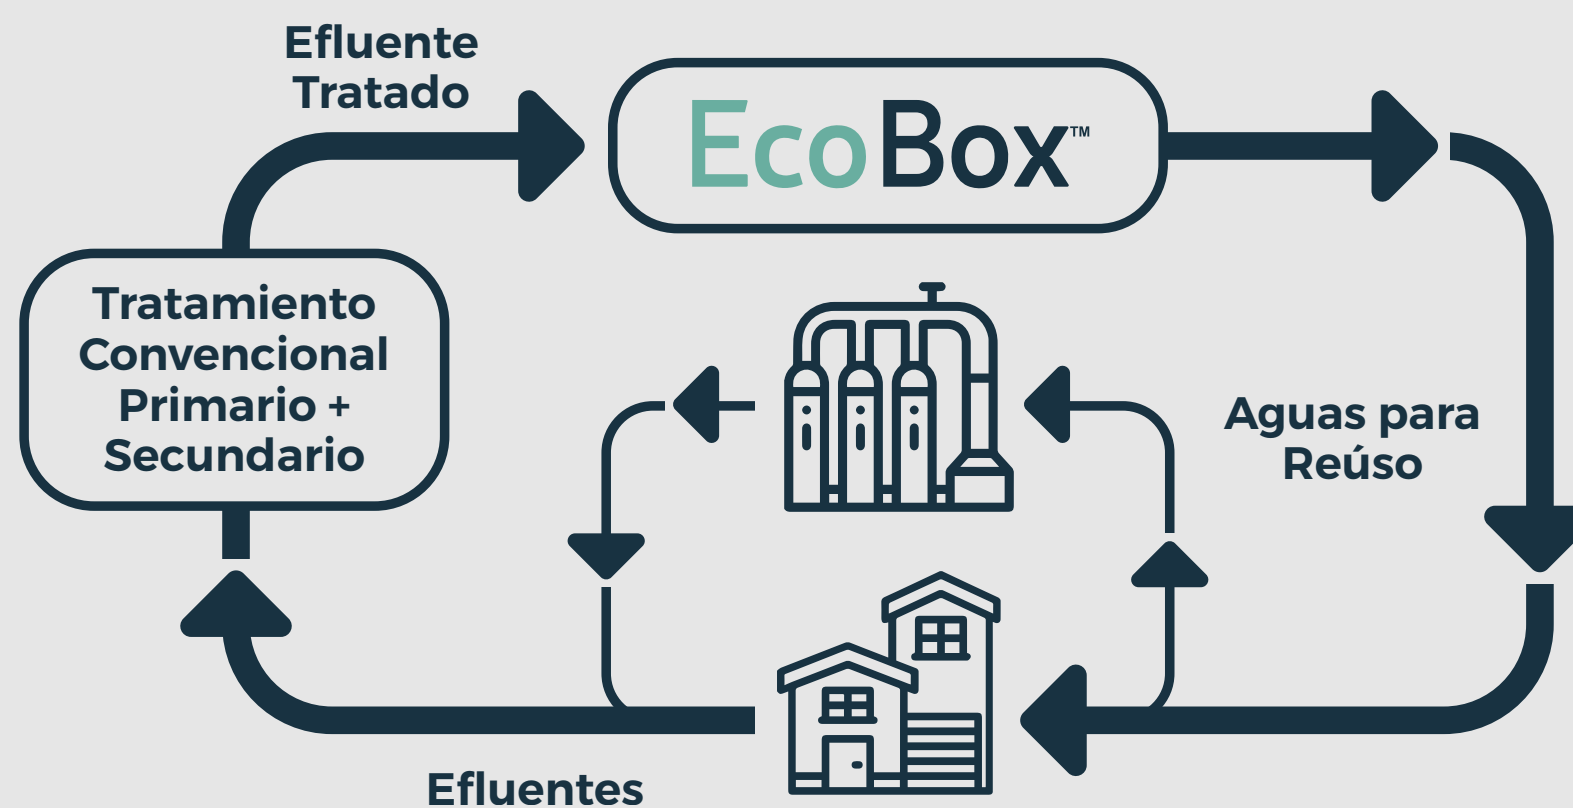 Efluente
Tratado
EcoBox™
Tratamiento
Convencional
Primario +
Secundario
Aguas para
Reúso
Efluentes